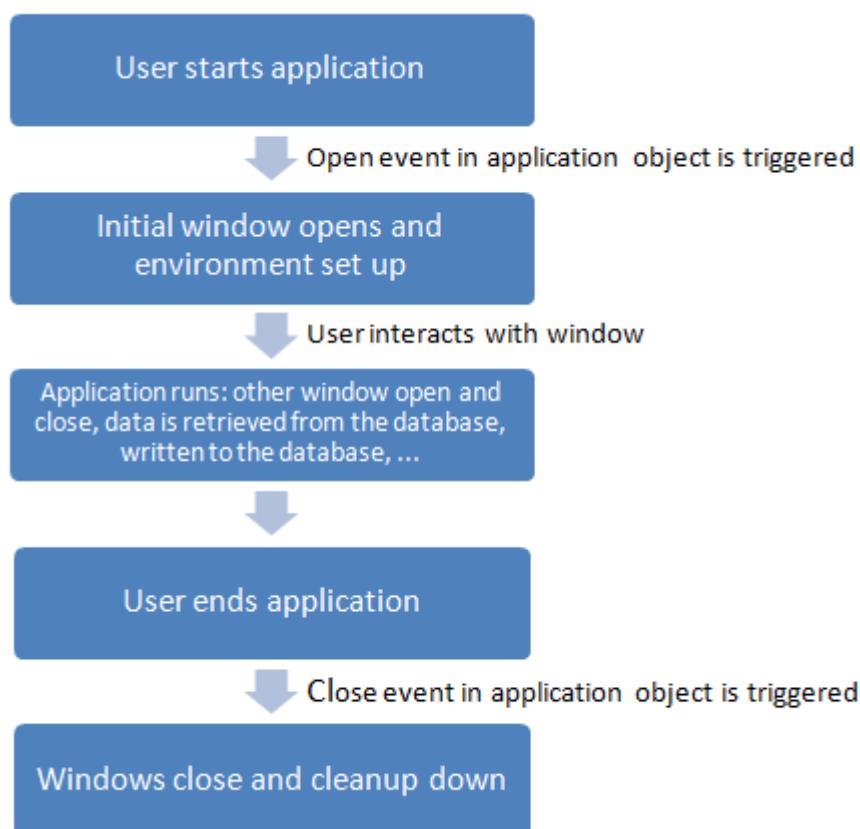 User starts application
Open event in application object is triggered
Initial window opens and
environment set up
User interacts with window
Application runs: other window open and
close, data is retrieved from the database,
written to the database, ...
User ends application
Close event in application object is triggered
Windows close and cleanup down